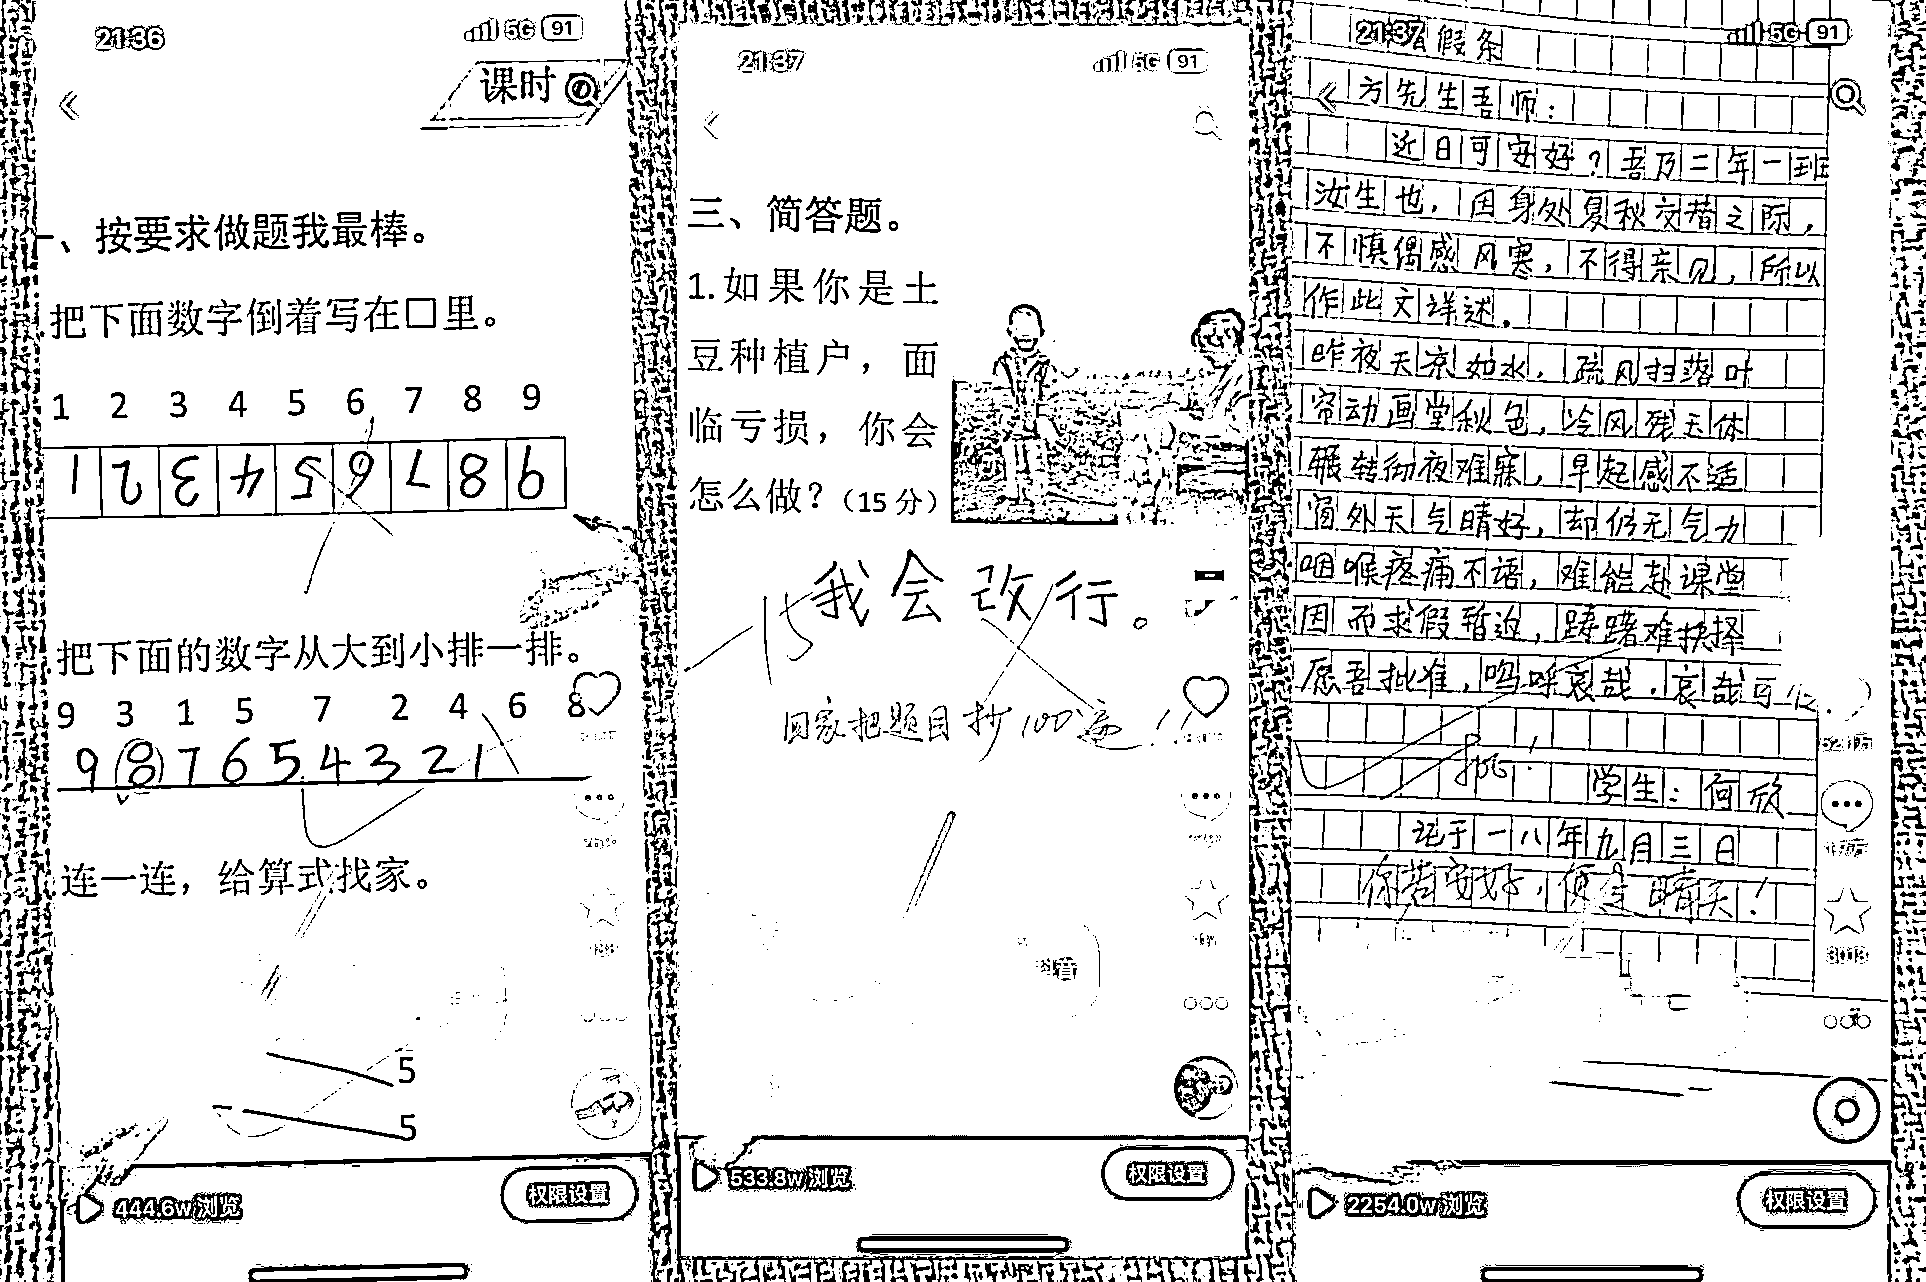 21:36
5G 91
课时
一、按要求做题我最棒。
把下面数字倒着写在口里。
1 2 3 4 5 6 7 8 9
1 2 3 4 5 6 7 8 9
把下面的数字从大到小排一排。
9 3 1 5 7 2 4 6 8
9 8 7 6 5 4 3 2 1
连一连，给算式找家。
5
5
444.6w浏览
权限设置
21:37
5G 91
三、简答题。
1.如果你是土
豆种植户，面
临亏损，你会
怎么做？（15分）
我会改行。
15
回家把题目抄100遍！！
抖音
533.8w浏览
权限设置
21:37
5G 91
假条
方先生吾师：
近日可安好？吾乃二年一班
汝生也，因身处夏秋交替之际，
不慎偶感风寒，不得亲见，所以
作此文详述。
昨夜天凉如水，疏风扫落叶
帘动画堂秋色，冷风残玉体
辗转彻夜难寐，早起感不适
窗外天气晴好，却仍无气力
咽喉疼痛不语，难能赴课堂
因而求假暂边，踌躇难抉择
愿吾批准，呜呼哀哉，哀哉可
批！
学生：何欣
记于一八年九月三日
你若安好，便是晴天！
3013
2254.0w浏览
权限设置